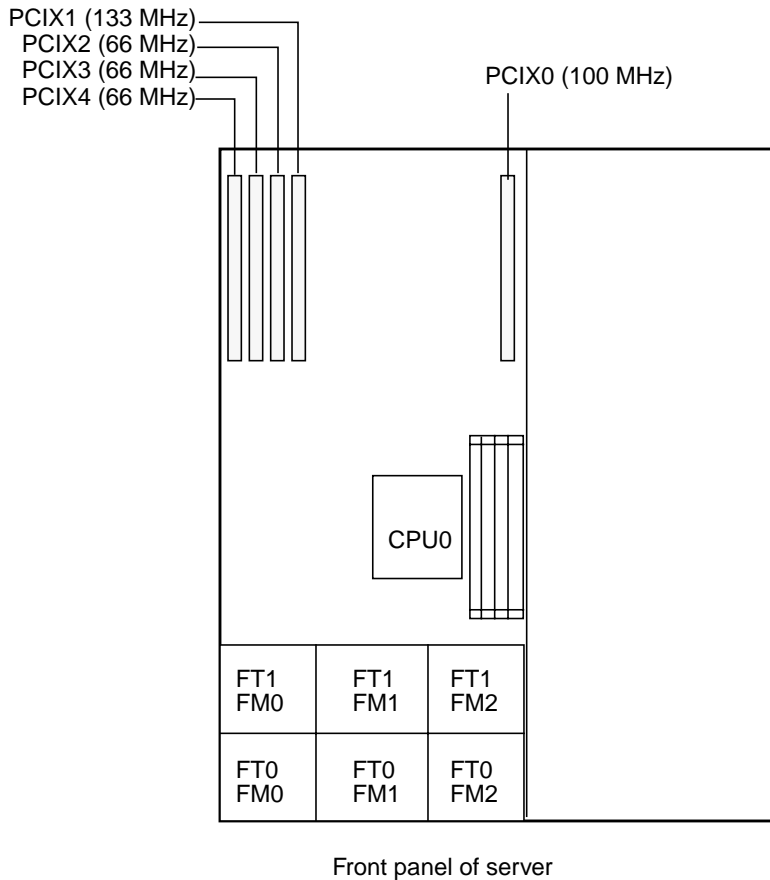 PCIX1 (133 MHz)
PCIX2 (66 MHz)
PCIX3 (66 MHz)
PCIX4 (66 MHz)
PCIX0 (100 MHz)
CPU0
FT1
FM0
FT1
FM1
FT1
FM2
FT0
FM0
FT0
FM1
FT0
FM2
Front panel of server